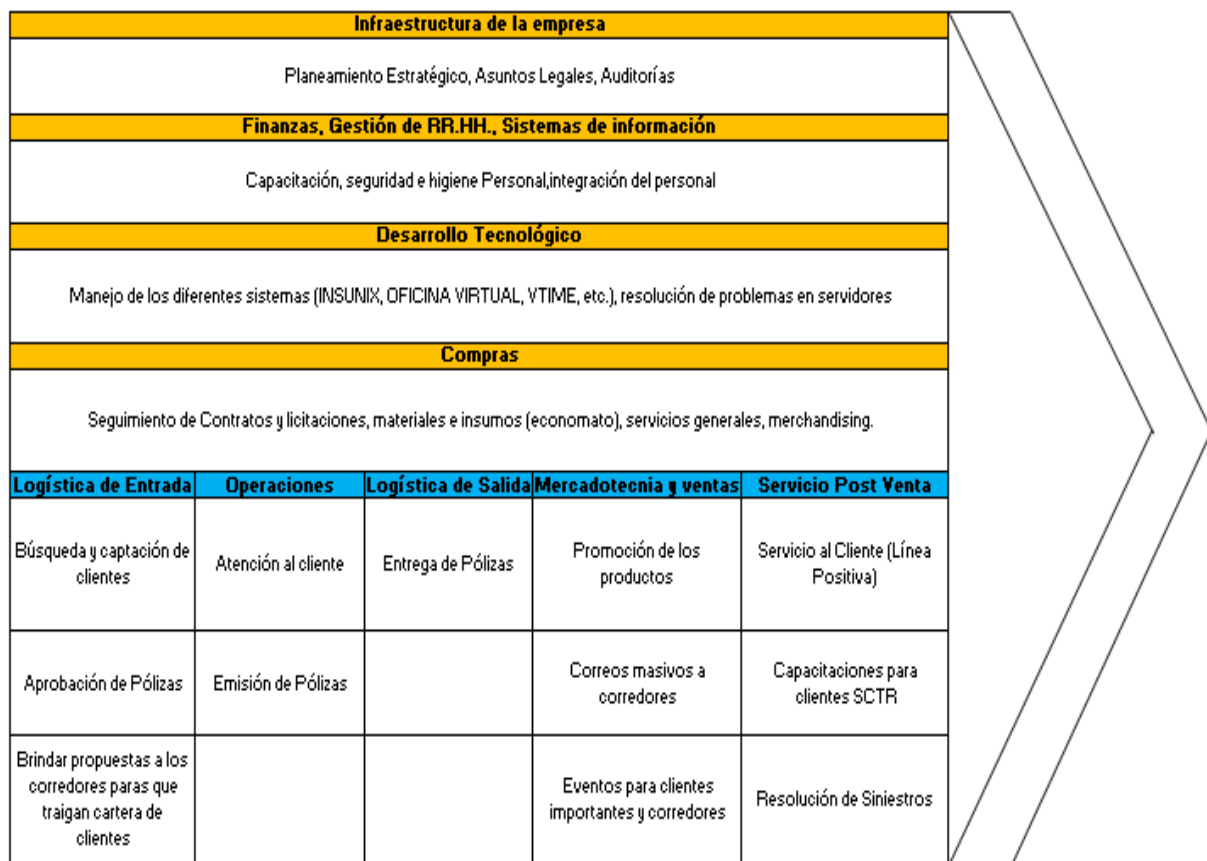 Infraestructura de la empresa
Planeamiento Estratégico, Asuntos Legales, Auditorías
Finanzas, Gestión de RR.HH., Sistemas de información
Capacitación, seguridad e higiene Personal,integración del personal
Desarrollo Tecnológico
Manejo de los diferentes sistemas (INSUNIX, OFICINA VIRTUAL, VTIME, etc.), resolución de problemas en servidores
Compras
Seguimiento de Contratos y licitaciones, materiales e insumos (economato), servicios generales, merchandising.
Logística de Entrada Operaciones Logística de Salida Mercadotecnia y ventas Servicio Post Venta
Búsqueda y captación de
clientes
Atención al cliente
Entrega de Pólizas
Promoción de los
productos
Servicio al Cliente (Línea
Positiva)
Aprobación de Pólizas
Emisión de Pólizas
Correos masivos a
corredores
Capacitaciones para
clientes SCTR
Brindar propuestas a los
corredores paras que
traigan cartera de
clientes
Eventos para clientes
importantes y corredores
Resolución de Siniestros